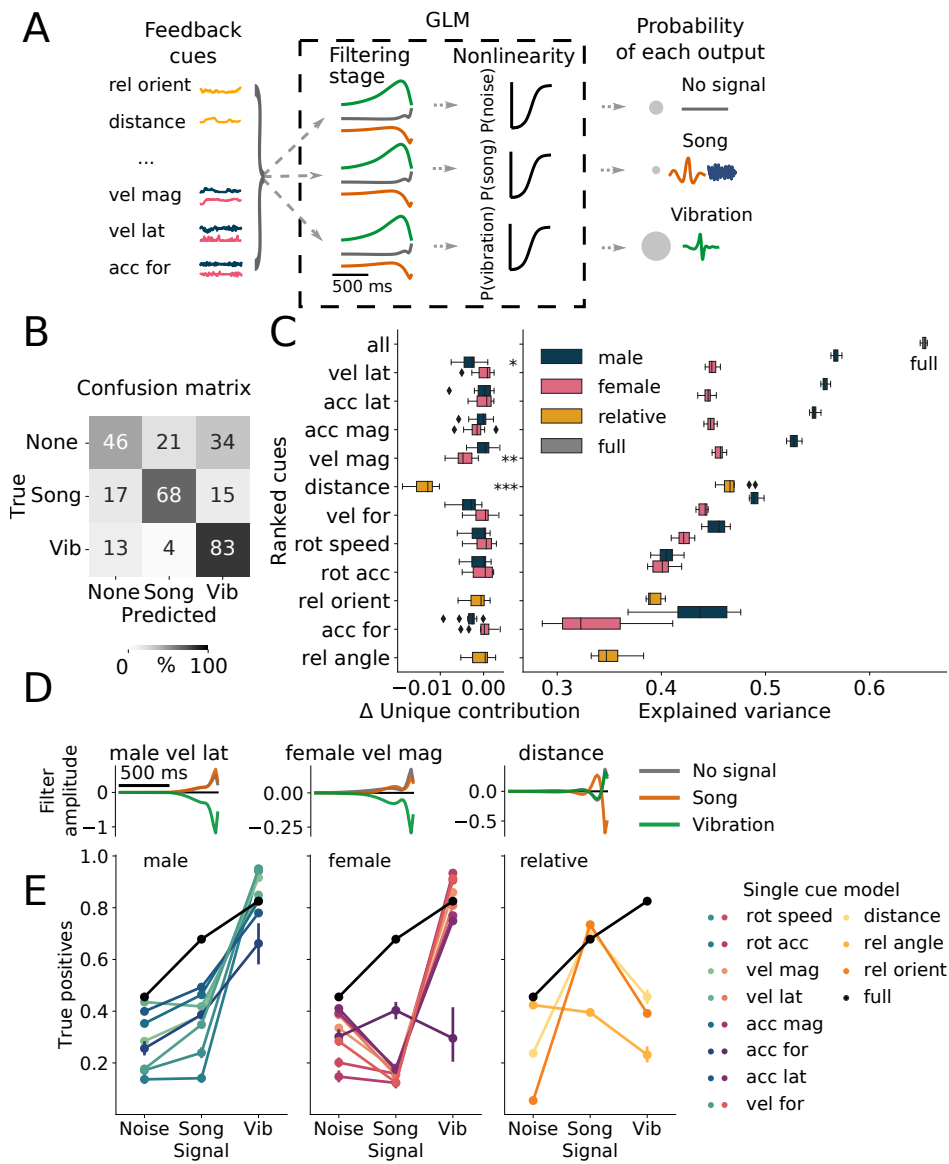 A
Feedback
cues
rel orient
distance
...
vel mag
vel lat
acc for
GLM
Filtering
stage
Nonlinearity
P(noise)
P(song)
P(vibration)
500 ms
Probability
of each output
No signal
Song
Vibration
B
Confusion matrix
True
None
46 21 34
Song
17 68 15
Vib
13 4 83
None Song Vib
Predicted
0 % 100
C
Ranked cues
all
vel lat
acc lat
acc mag
vel mag
distance
vel for
rot speed
rot acc
rel orient
acc for
rel angle
*
**
***
−0.01 0.00
Δ Unique contribution
male
female
relative
full
full
0.3 0.4 0.5 0.6
Explained variance
D
Filter
amplitude
male vel lat
500 ms
0
−1
female vel mag
0.00
−0.25
distance
0.0
−0.5
No signal
Song
Vibration
E
True positives
1.0
0.8
0.6
0.4
0.2
male
Noise Song Vib
Signal
female
Noise Song Vib
Signal
relative
Noise Song Vib
Signal
Single cue model
rot speed
rot acc
vel mag
vel lat
acc mag
acc for
acc lat
vel for
distance
rel angle
rel orient
full